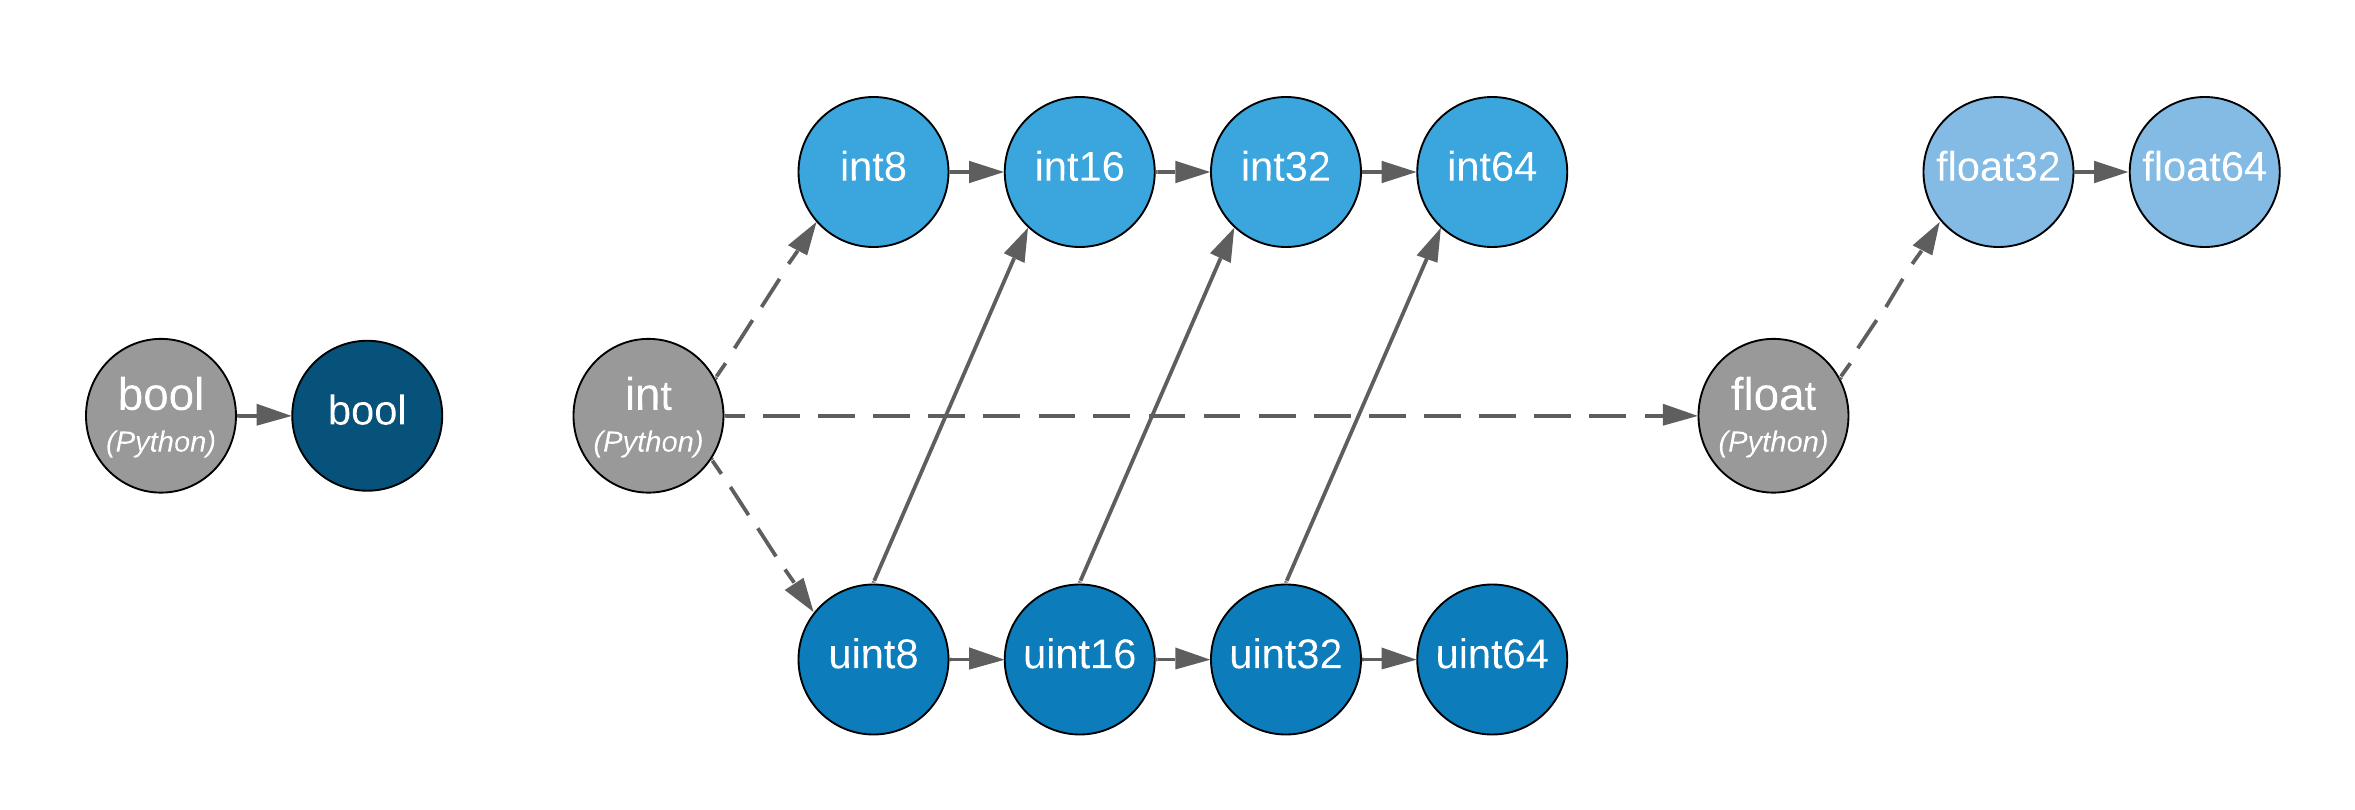 int8
int16
int32
int64
float32
float64
bool
(Python)
bool
int
(Python)
float
(Python)
uint8
uint16
uint32
uint64